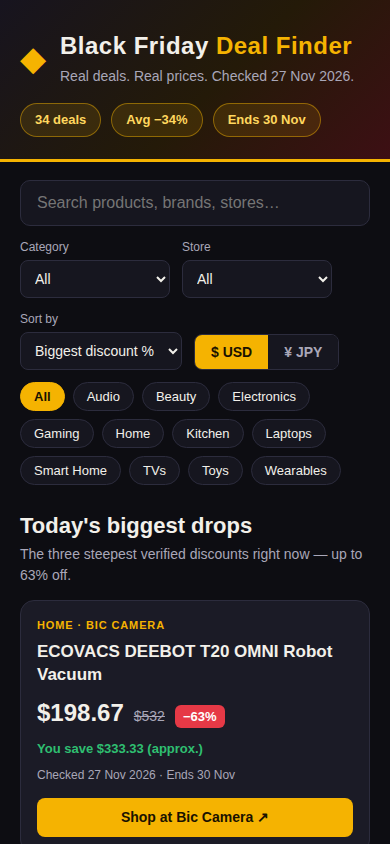 Black Friday Deal Finder
Real deals. Real prices. Checked 27 Nov 2026.
34 deals
Avg −34%
Ends 30 Nov
Search products, brands, stores…
Category
Store
All
All
Sort by
Biggest discount %
$ USD
¥ JPY
All
Audio
Beauty
Electronics
Gaming
Home
Kitchen
Laptops
Smart Home
TVs
Toys
Wearables
Today's biggest drops
The three steepest verified discounts right now — up to
63% off.
HOME · BIC CAMERA
ECOVACS DEEBOT T20 OMNI Robot
Vacuum
$198.67 $532 −63%
You save $333.33 (approx.)
Checked 27 Nov 2026 · Ends 30 Nov
Shop at Bic Camera ↗